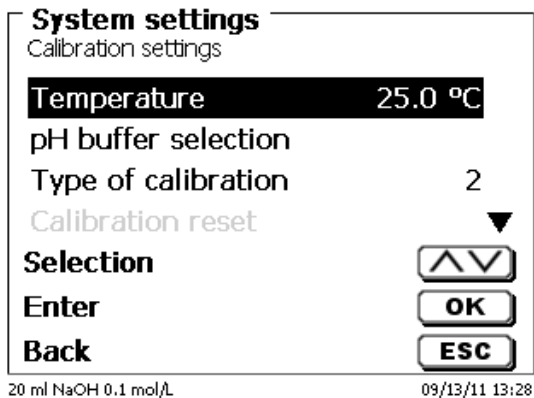 System settings
Calibration settings
Temperature 25.0 ºC
pH buffer selection
Type of calibration 2
Calibration reset
Selection
Enter OK
Back ESC
20 ml NaOH 0.1 mol/L 09/13/11 13:28